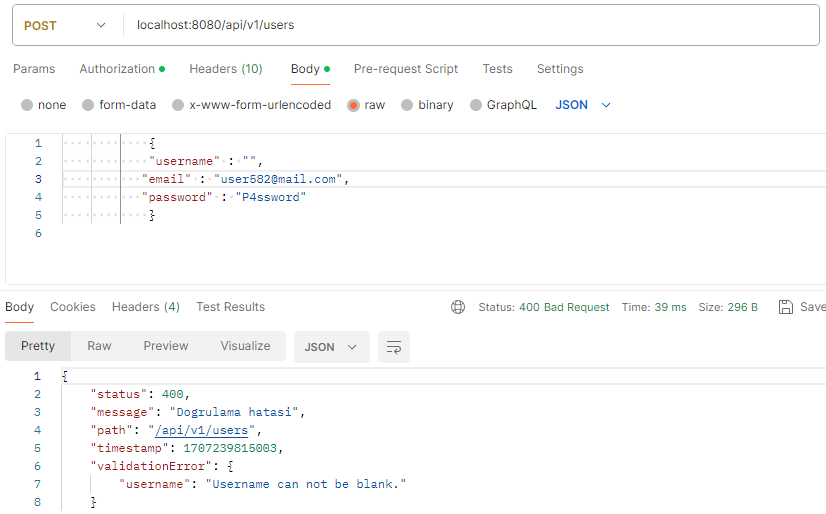 POST localhost:8080/api/v1/users
Params Authorization Headers (10) Body Pre-request Script Tests Settings
none form-data x-www-form-urlencoded raw binary GraphQL JSON
1 {
2 "username" : "",
3 "email" : "user582@mail.com",
4 "password" : "P4ssword"
5 }
6
Body Cookies Headers (4) Test Results Status: 400 Bad Request Time: 39 ms Size: 296 B Save
Pretty Raw Preview Visualize JSON
1 {
2 "status": 400,
3 "message": "Dogrulama hatasi",
4 "path": "/api/v1/users",
5 "timestamp": 1707239815003,
6 "validationError": {
7 "username": "Username can not be blank."
8 }